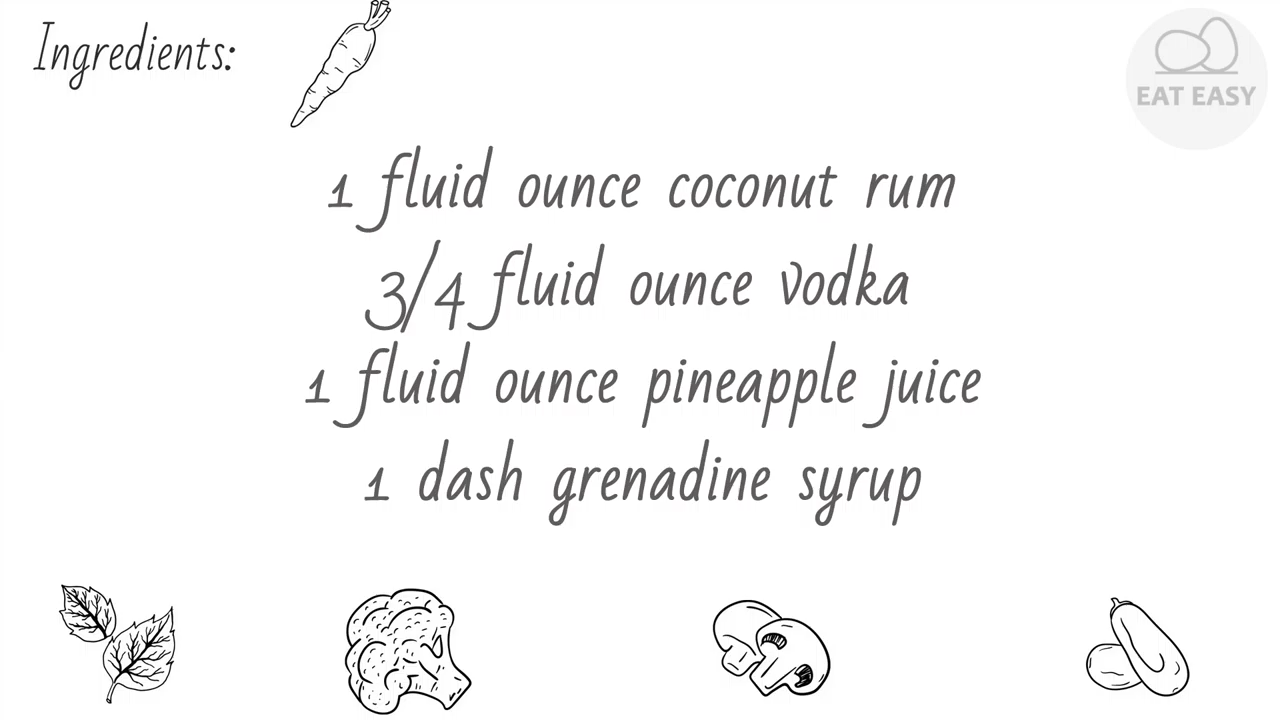 Ingredients:
EAT EASY
1 fluid ounce coconut rum
3/4 fluid ounce vodka
1 fluid ounce pineapple juice
1 dash grenadine syrup